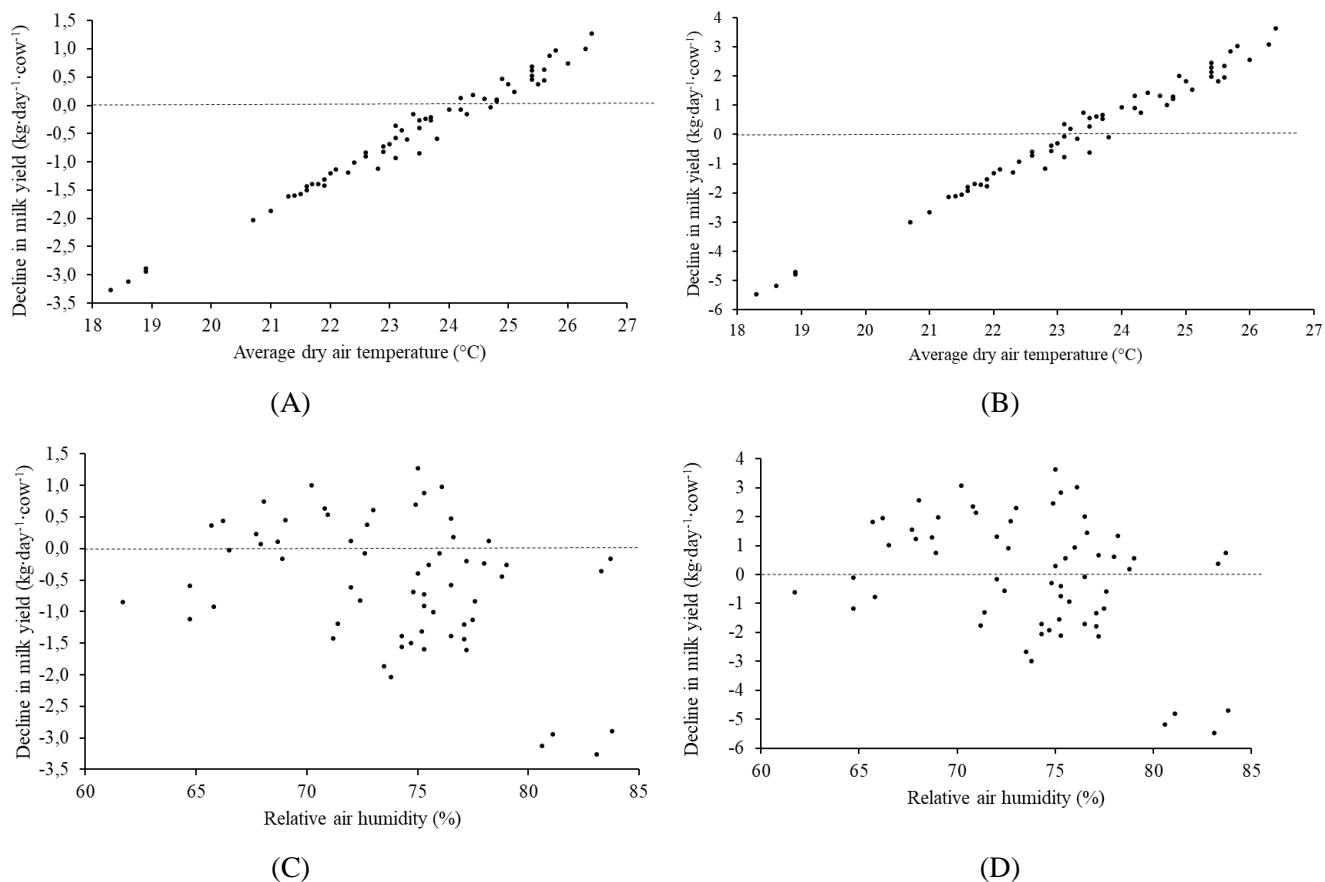 Decline in milk yield (kg·day⁻¹·cow⁻¹)
1,5
1,0
0,5
0,0
-0,5
-1,0
-1,5
-2,0
-2,5
-3,0
-3,5
18 19 20 21 22 23 24 25 26 27
Average dry air temperature (°C)
(A)
Decline in milk yield (kg·day⁻¹·cow⁻¹)
4
3
2
1
0
-1
-2
-3
-4
-5
-6
18 19 20 21 22 23 24 25 26 27
Average dry air temperature (°C)
(B)
Decline in milk yield (kg·day⁻¹·cow⁻¹)
1,5
1,0
0,5
0,0
-0,5
-1,0
-1,5
-2,0
-2,5
-3,0
-3,5
60 65 70 75 80 85
Relative air humidity (%)
(C)
Decline in milk yield (kg·day⁻¹·cow⁻¹)
4
3
2
1
0
-1
-2
-3
-4
-5
-6
60 65 70 75 80 85
Relative air humidity (%)
(D)